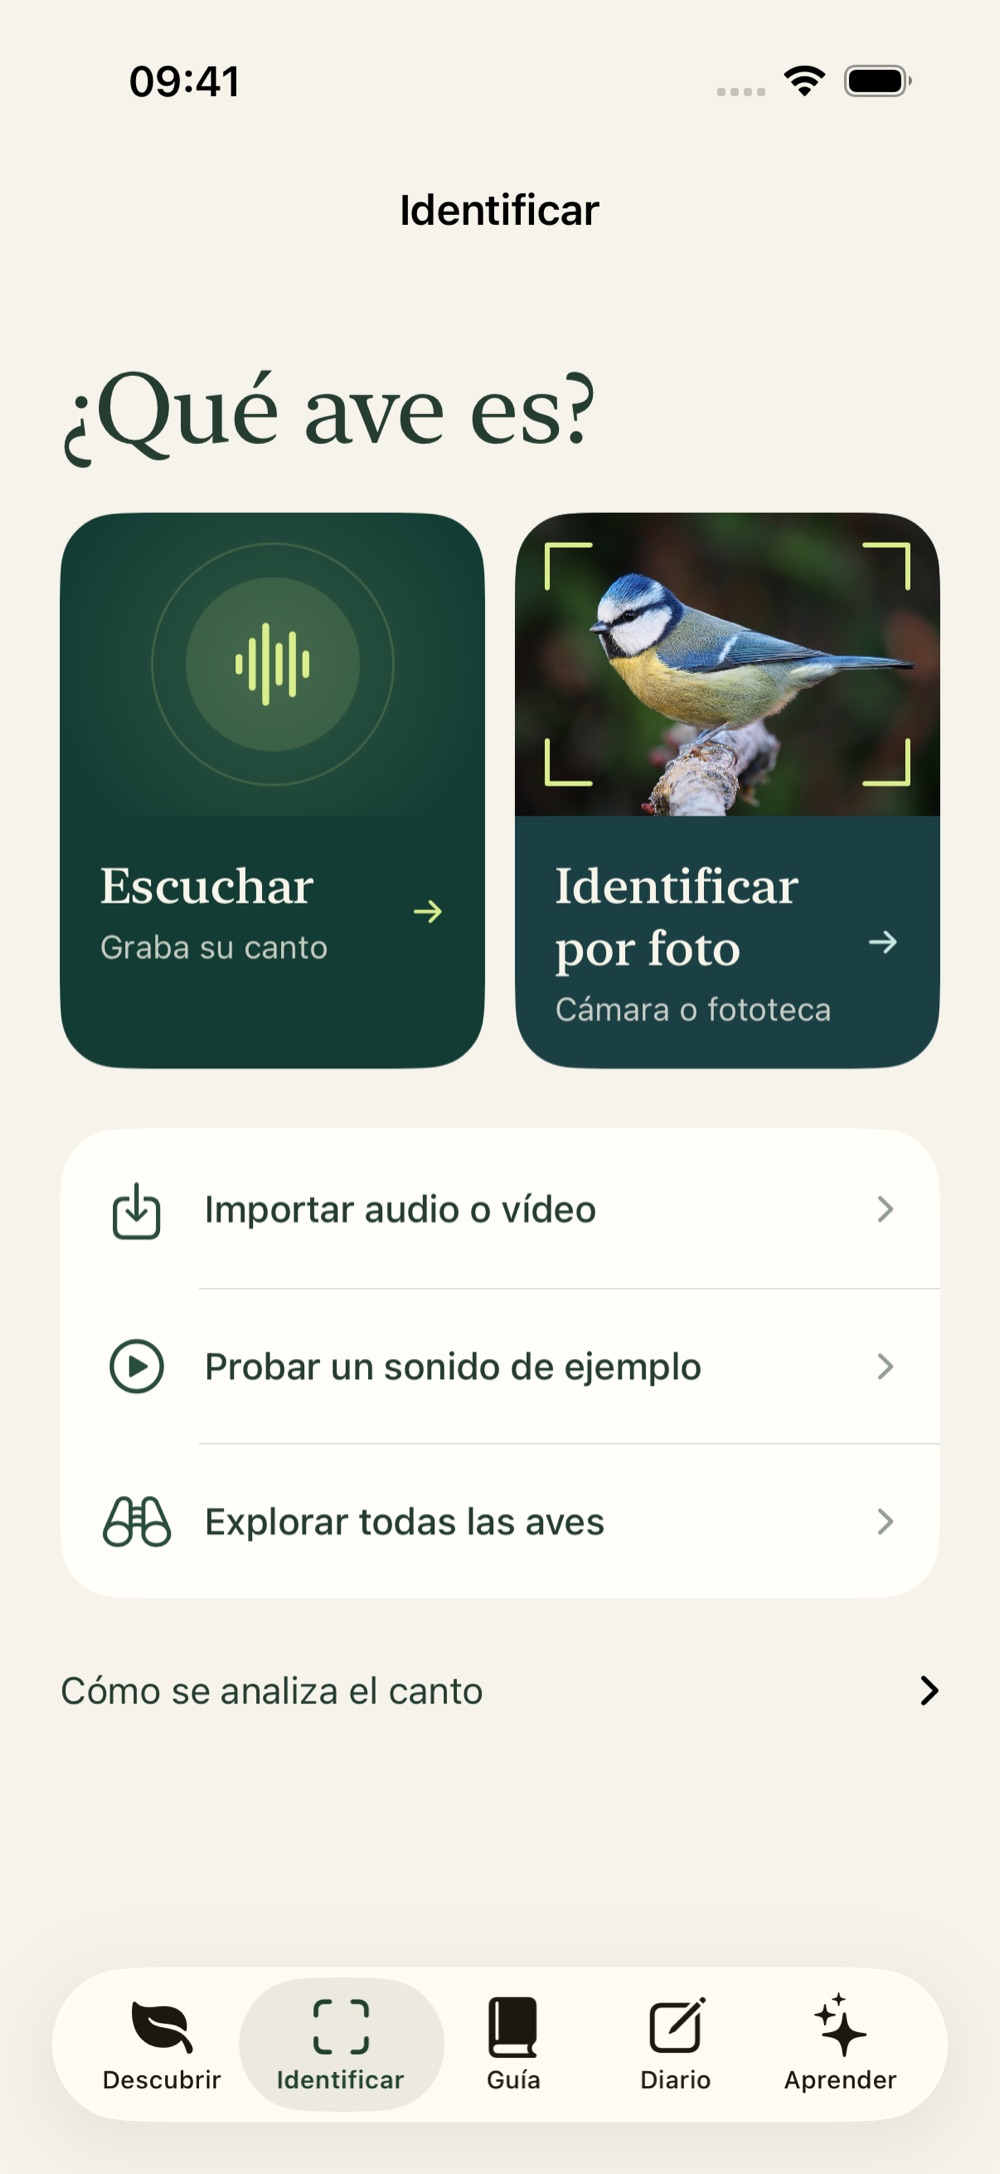 09:41
Identificar
¿Qué ave es?
Escuchar
Graba su canto
Identificar
por foto
Cámara o fototeca
Importar audio o vídeo
Probar un sonido de ejemplo
Explorar todas las aves
Cómo se analiza el canto
Descubrir
Identificar
Guía
Diario
Aprender